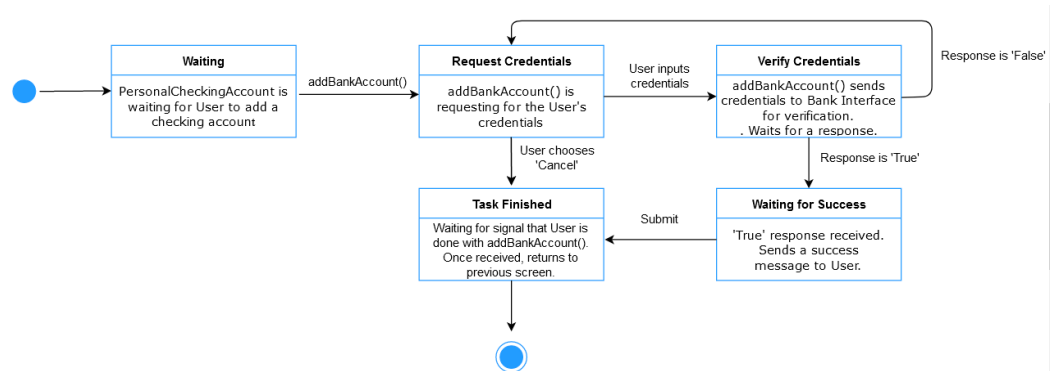 Waiting
PersonalCheckingAccount is
waiting for User to add a
checking account
addBankAccount()
Request Credentials
addBankAccount() is
requesting for the User's
credentials
User inputs
credentials
Verify Credentials
addBankAccount() sends
credentials to Bank Interface
for verification.
. Waits for a response.
Response is 'False'
User chooses
'Cancel'
Response is 'True'
Task Finished
Waiting for signal that User is
done with addBankAccount().
Once received, returns to
previous screen.
Submit
Waiting for Success
'True' response received.
Sends a success
message to User.